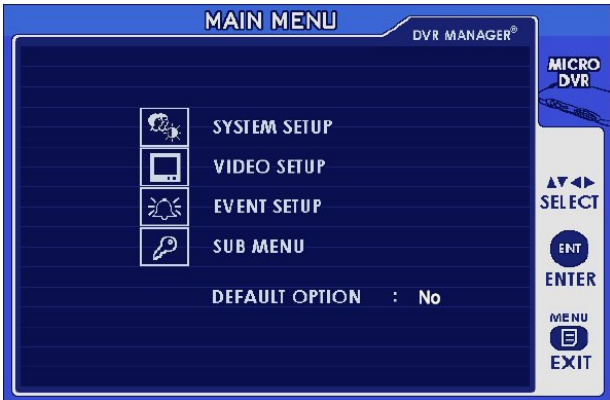 MAIN MENU
DVR MANAGER®
MICRO
DVR
SYSTEM SETUP
VIDEO SETUP
EVENT SETUP
SUB MENU
DEFAULT OPTION : No
▲▼◀▶
SELECT
ENT
ENTER
MENU
EXIT